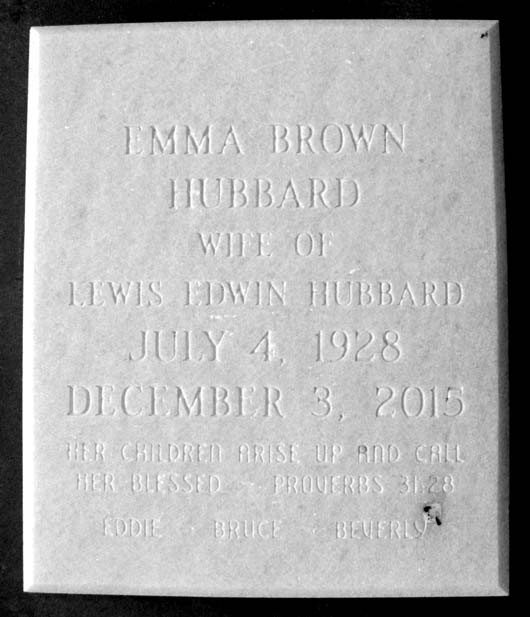 EMMA BROWN
HUBBARD
WIFE OF
LEWIS EDWIN HUBBARD
JULY 4, 1928
DECEMBER 3, 2015
HER CHILDREN ARISE UP AND CALL
HER BLESSED - PROVERBS 31:28
EDDIE - BRUCE - BEVERLY